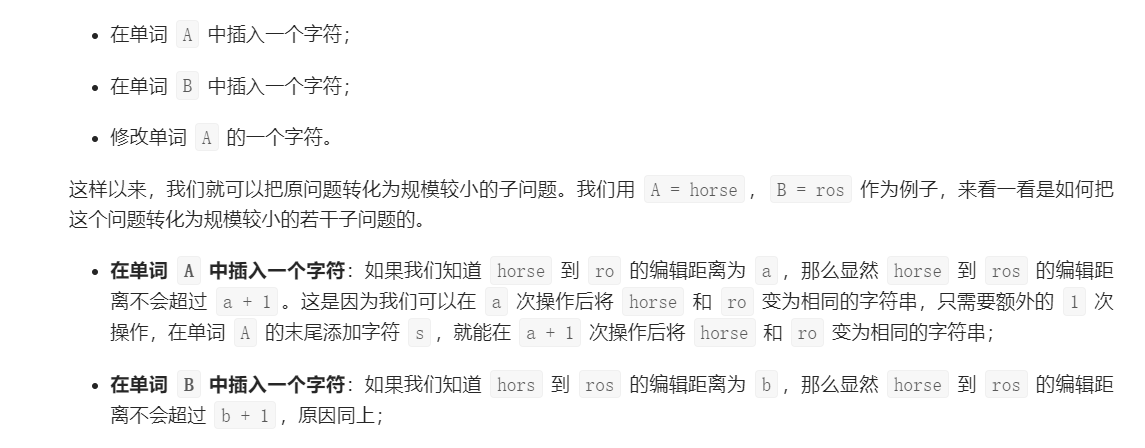 在单词 A 中插入一个字符；
在单词 B 中插入一个字符；
修改单词 A 的一个字符。
这样以来，我们就可以把原问题转化为规模较小的子问题。我们用 A = horse ，B = ros 作为例子，来看一看是如何把
这个问题转化为规模较小的若干子问题的。
在单词 A 中插入一个字符：如果我们知道 horse 到 ro 的编辑距离为 a ，那么显然 horse 到 ros 的编辑距
离不会超过 a + 1 。这是因为我们可以在 a 次操作后将 horse 和 ro 变为相同的字符串，只需要额外的 1 次
操作，在单词 A 的末尾添加字符 s ，就能在 a + 1 次操作后将 horse 和 ro 变为相同的字符串；
在单词 B 中插入一个字符：如果我们知道 hors 到 ros 的编辑距离为 b ，那么显然 horse 到 ros 的编辑距
离不会超过 b + 1 ，原因同上；